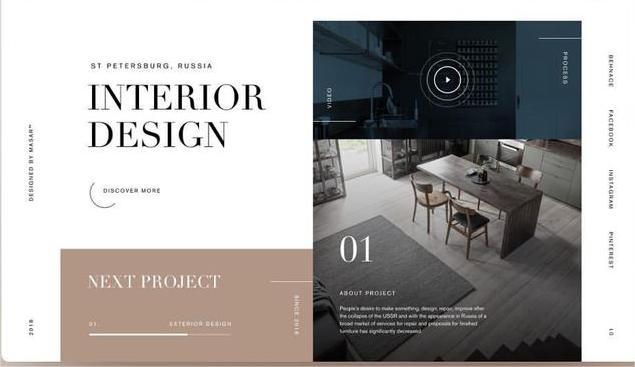 ST PETERSBURG, RUSSIA
INTERIOR
DESIGN
DISCOVER MORE
DESIGNED BY MASAR™
2018
NEXT PROJECT
01.
EXTERIOR DESIGN
SINCE 2016
VIDEO
PROCESS
01
ABOUT PROJECT
People's desire to make something, design, repair, improve after
the collapse of the USSR and with the appearance in Russia of a
broad market of services for repair and proposals for finished
furniture has significantly decreased.
BEHNACE
FACEBOOK
INSTAGRAM
PINTEREST